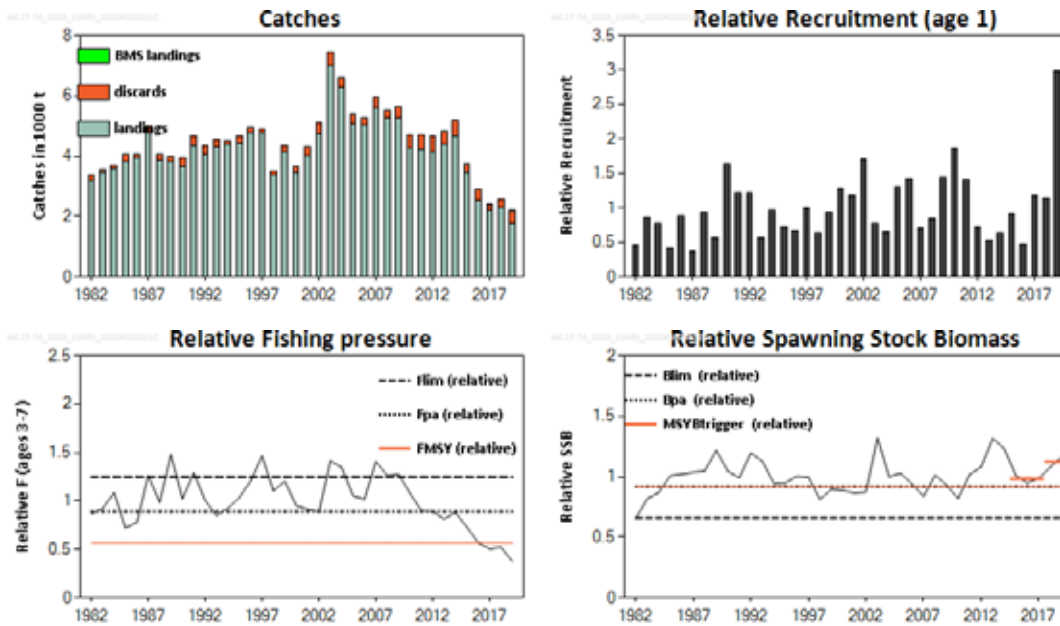 Catches
Catches in 1000 t
8
6
4
2
0
BMS landings
discards
landings
1982 1987 1992 1997 2002 2007 2012 2017
Relative Recruitment (age 1)
Relative Recruitment
3.5
3
2.5
2
1.5
1
0.5
0
1982 1987 1992 1997 2002 2007 2012 2017
Relative Fishing pressure
Relative F (ages 3-7)
2.5
2
1.5
1
0.5
0
Flim (relative)
Fpa (relative)
FMSY (relative)
1982 1987 1992 1997 2002 2007 2012 2017
Relative Spawning Stock Biomass
Relative SSB
2
1.5
1
0.5
0
Blim (relative)
Bpa (relative)
MSYBtrigger (relative)
1982 1987 1992 1997 2002 2007 2012 2017